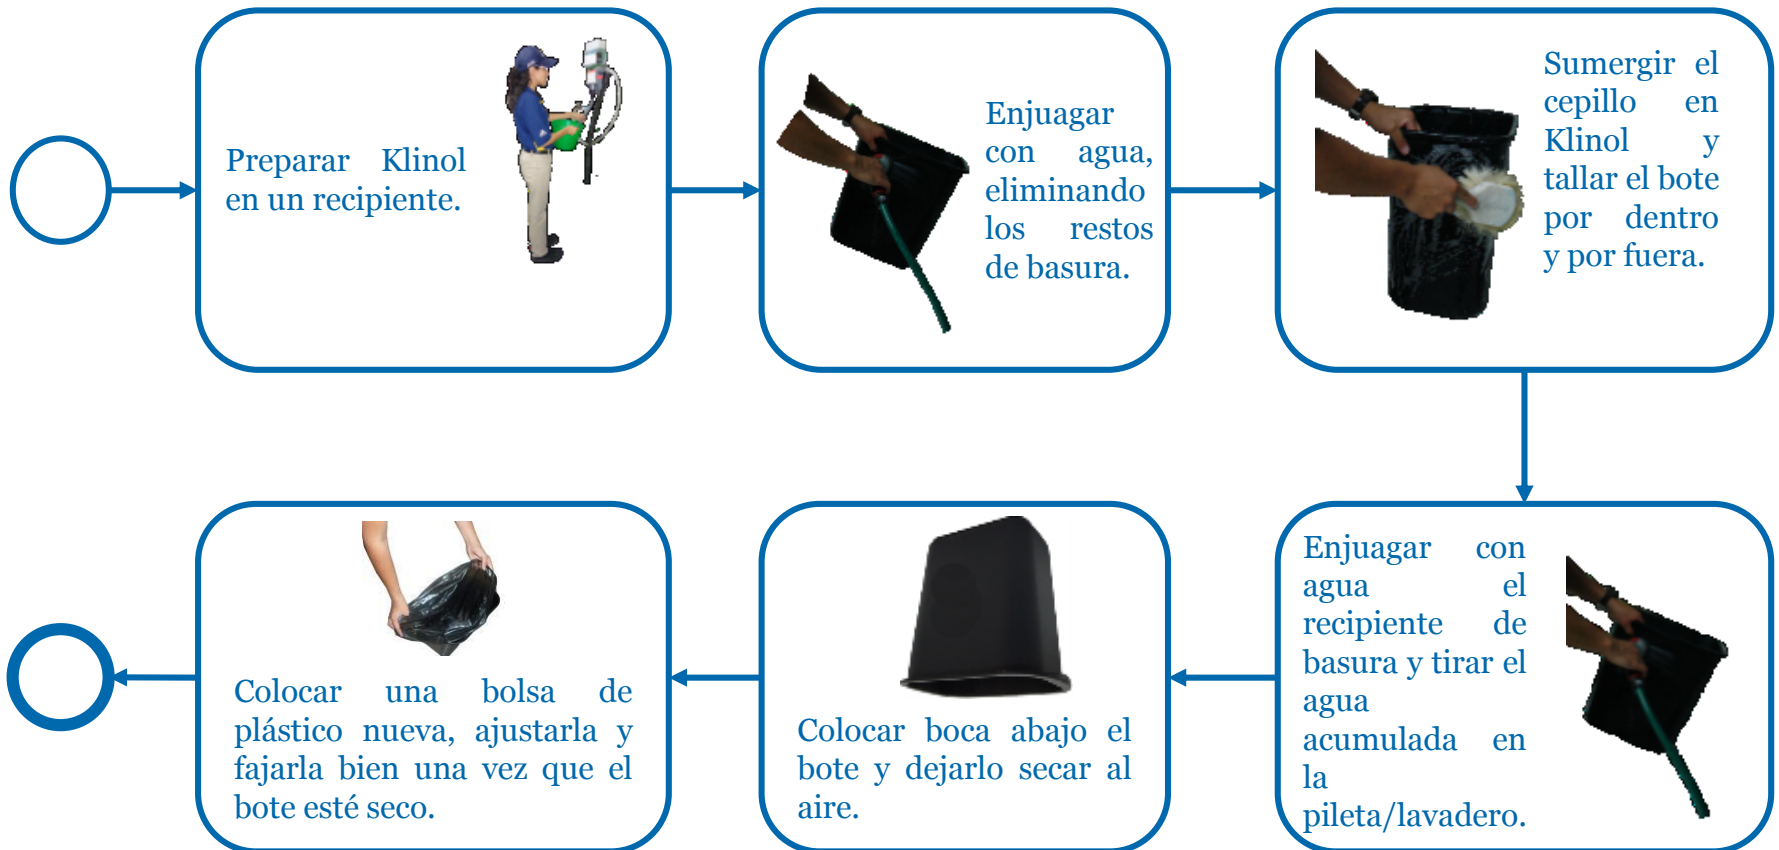 Preparar Klinol
en un recipiente.
Enjuagar
con agua,
eliminando
los restos
de basura.
Sumergir el
cepillo en
Klinol y
tallar el bote
por dentro
y por fuera.
Enjuagar con
agua el
recipiente de
basura y tirar el
agua
acumulada en
la
pileta/lavadero.
Colocar boca abajo el
bote y dejarlo secar al
aire.
Colocar una bolsa de
plástico nueva, ajustarla y
fajarla bien una vez que el
bote esté seco.